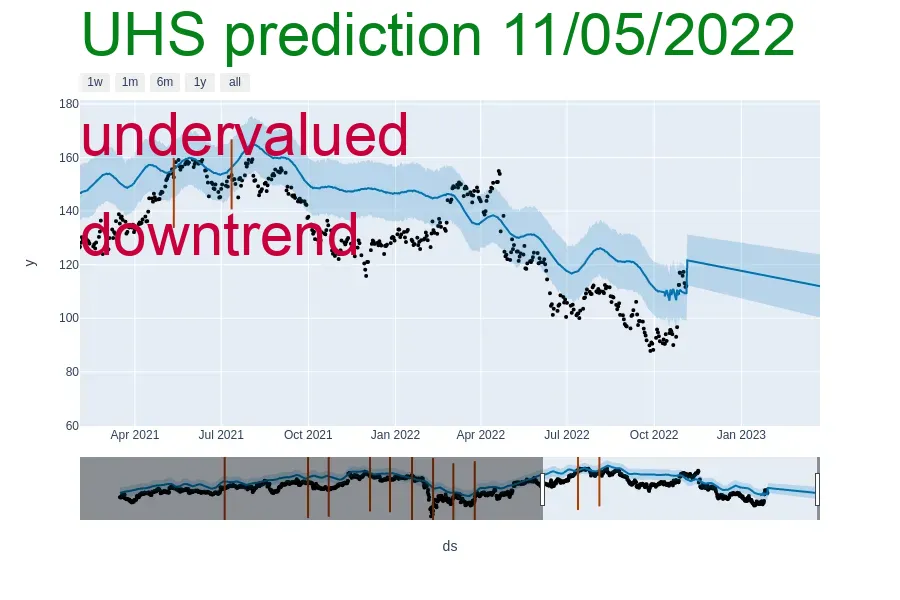 UHS prediction 11/05/2022
1w 1m 6m 1y all
undervalued
downtrend
180
160
140
120
100
80
60
y
Apr 2021 Jul 2021 Oct 2021 Jan 2022 Apr 2022 Jul 2022 Oct 2022 Jan 2023
ds